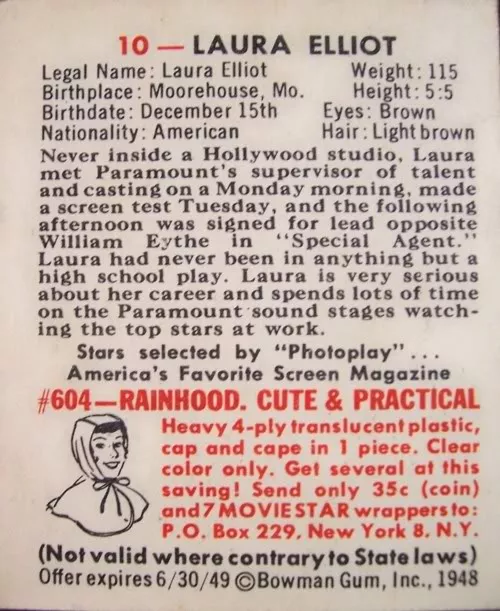 10 — LAURA ELLIOT
Legal Name: Laura Elliot Weight: 115
Birthplace: Moorehouse, Mo. Height: 5:5
Birthdate: December 15th Eyes: Brown
Nationality: American Hair: Light brown
Never inside a Hollywood studio, Laura
met Paramount's supervisor of talent
and casting on a Monday morning, made
a screen test Tuesday, and the following
afternoon was signed for lead opposite
William Eythe in "Special Agent."
Laura had never been in anything but a
high school play. Laura is very serious
about her career and spends lots of time
on the Paramount sound stages watch-
ing the top stars at work.
Stars selected by "Photoplay"...
America's Favorite Screen Magazine
#604—RAINHOOD. CUTE & PRACTICAL
Heavy 4-ply translucent plastic,
cap and cape in 1 piece. Clear
color only. Get several at this
saving! Send only 35c (coin)
and 7 MOVIE STAR wrappers to:
P.O. Box 229, New York 8, N.Y.
(Not valid where contrary to State laws)
Offer expires 6/30/49 ©Bowman Gum, Inc., 1948